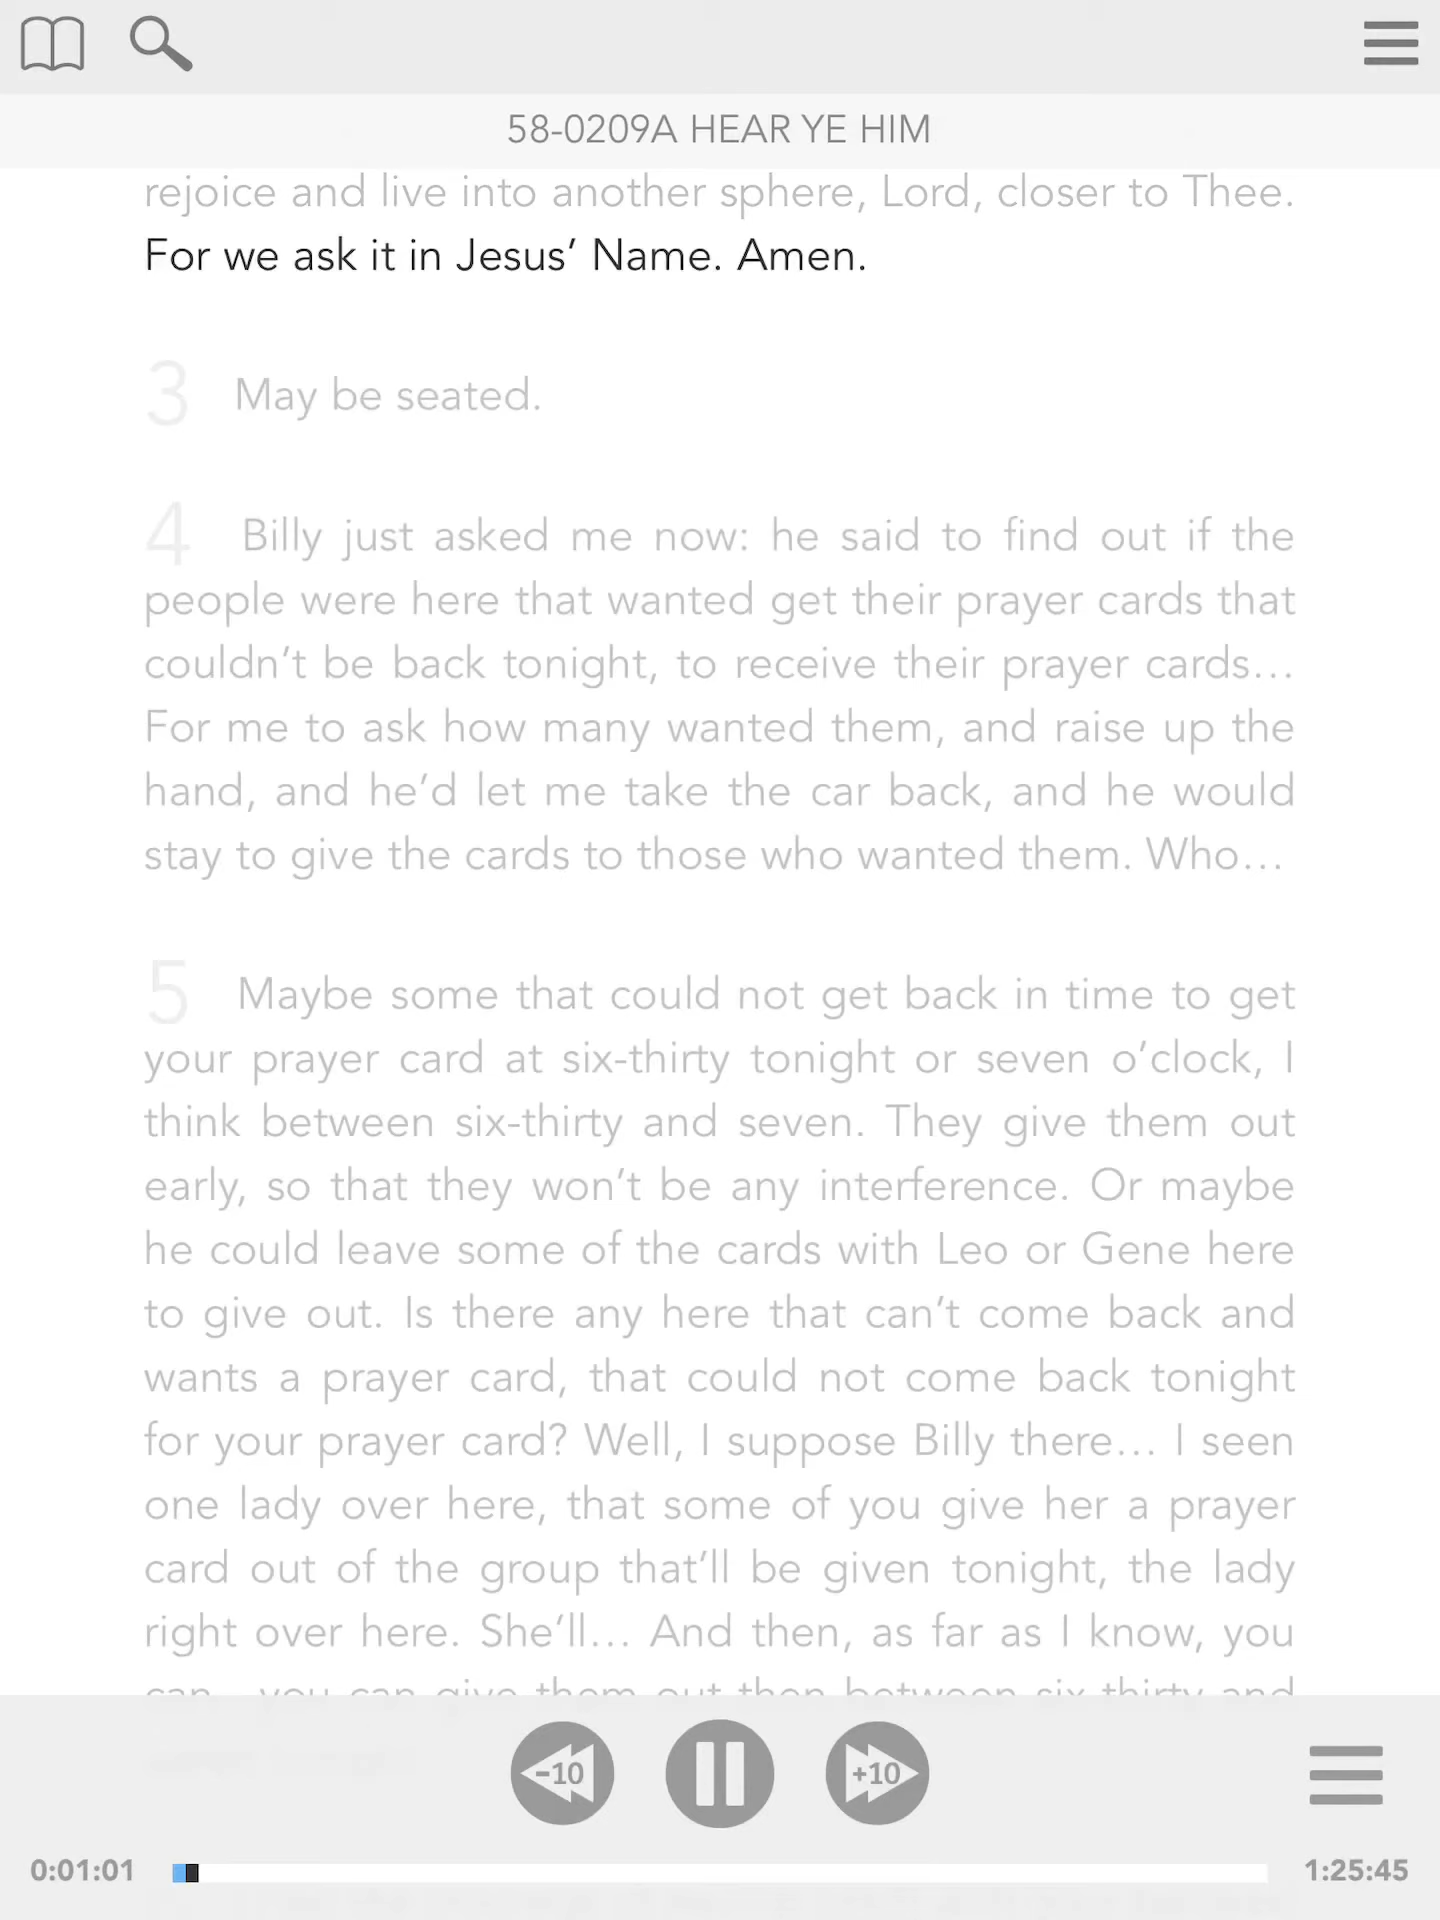 58-0209A HEAR YE HIM
rejoice and live into another sphere, Lord, closer to Thee.
For we ask it in Jesus’ Name. Amen.
3 May be seated.
4 Billy just asked me now: he said to find out if the
people were here that wanted get their prayer cards that
couldn’t be back tonight, to receive their prayer cards…
For me to ask how many wanted them, and raise up the
hand, and he’d let me take the car back, and he would
stay to give the cards to those who wanted them. Who…
5 Maybe some that could not get back in time to get
your prayer card at six-thirty tonight or seven o’clock, I
think between six-thirty and seven. They give them out
early, so that they won’t be any interference. Or maybe
he could leave some of the cards with Leo or Gene here
to give out. Is there any here that can’t come back and
wants a prayer card, that could not come back tonight
for your prayer card? Well, I suppose Billy there… I seen
one lady over here, that some of you give her a prayer
card out of the group that’ll be given tonight, the lady
right over here. She’ll… And then, as far as I know, you
you can give them out then between six-thirty and
-10 +10
0:01:01 1:25:45